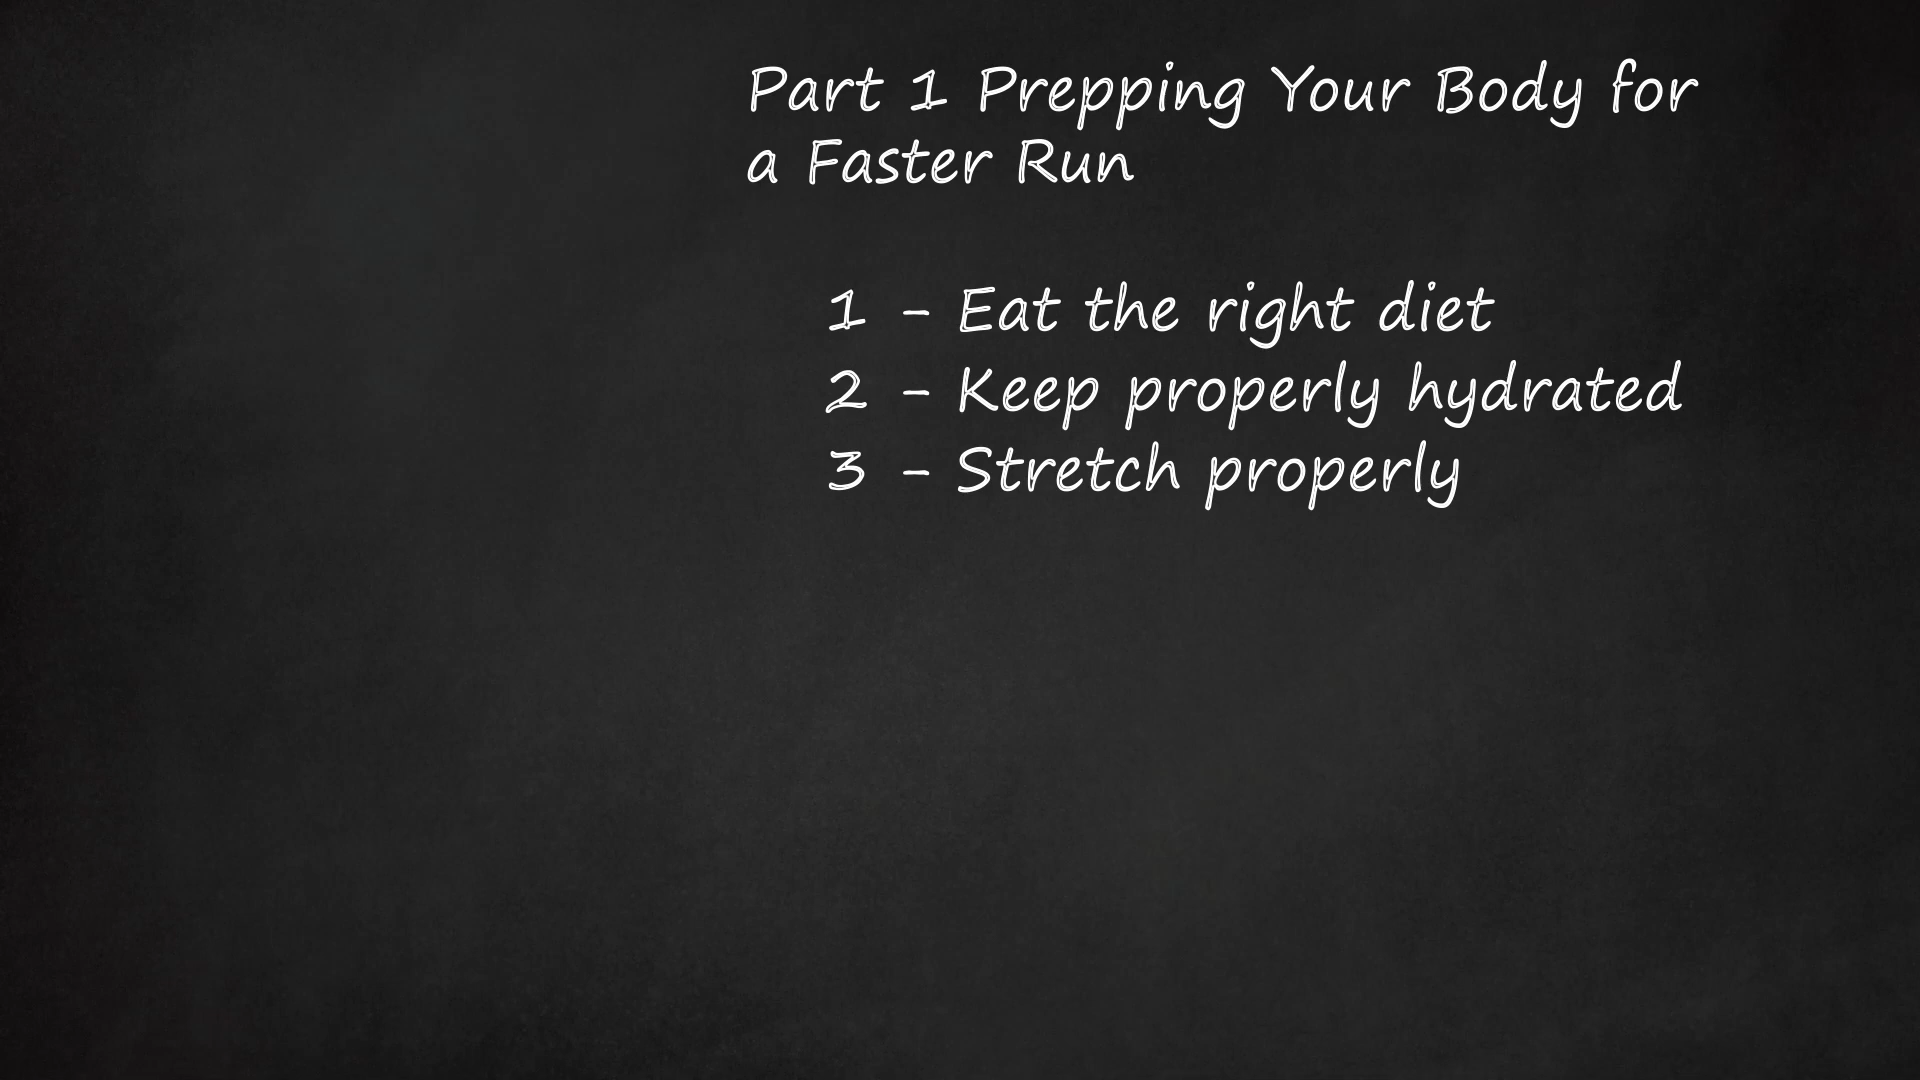 Part 1 Prepping Your Body for
a Faster Run
1 - Eat the right diet
2 - Keep properly hydrated
3 - Stretch properly